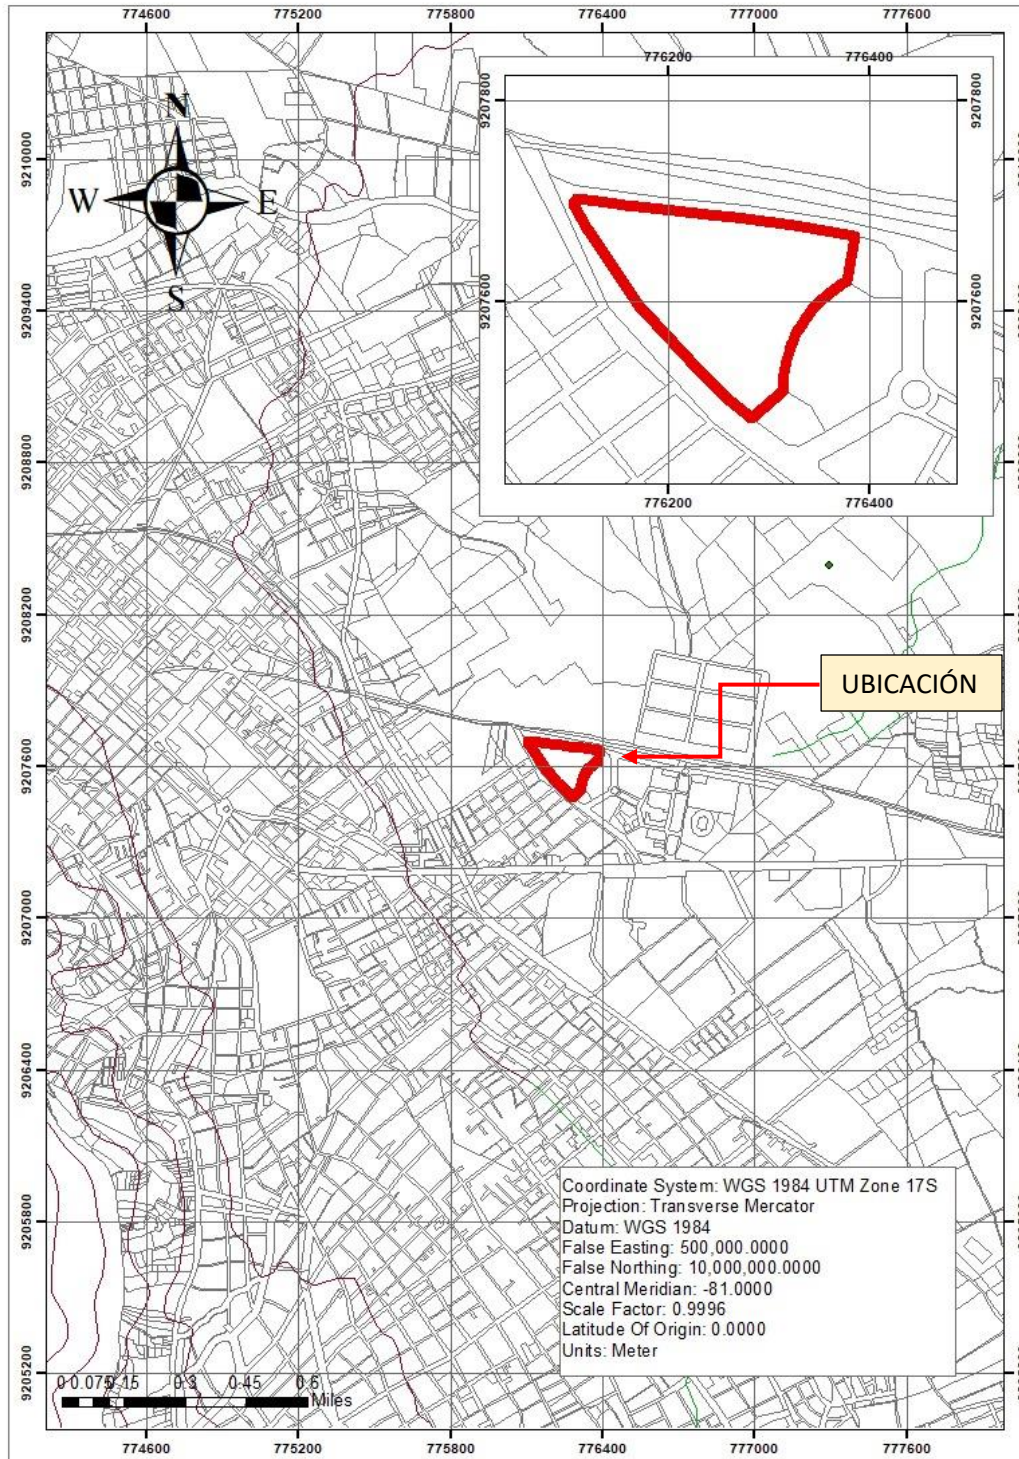 774600 775200 775800 776400 777000 777600
776200 776400
9207800 9207800
N
9210000
W E
S
9209400
9207600 9207600
776200 776400
9208800
9208200
UBICACIÓN
9207600
9207000
9206400
Coordinate System: WGS 1984 UTM Zone 17S
Projection: Transverse Mercator
Datum: WGS 1984
False Easting: 500,000.0000
False Northing: 10,000,000.0000
Central Meridian: -81.0000
Scale Factor: 0.9996
Latitude Of Origin: 0.0000
Units: Meter
9205800
9205200
0 0.075 0.15 0.3 0.45 0.6
Miles
774600 775200 775800 776400 777000 777600